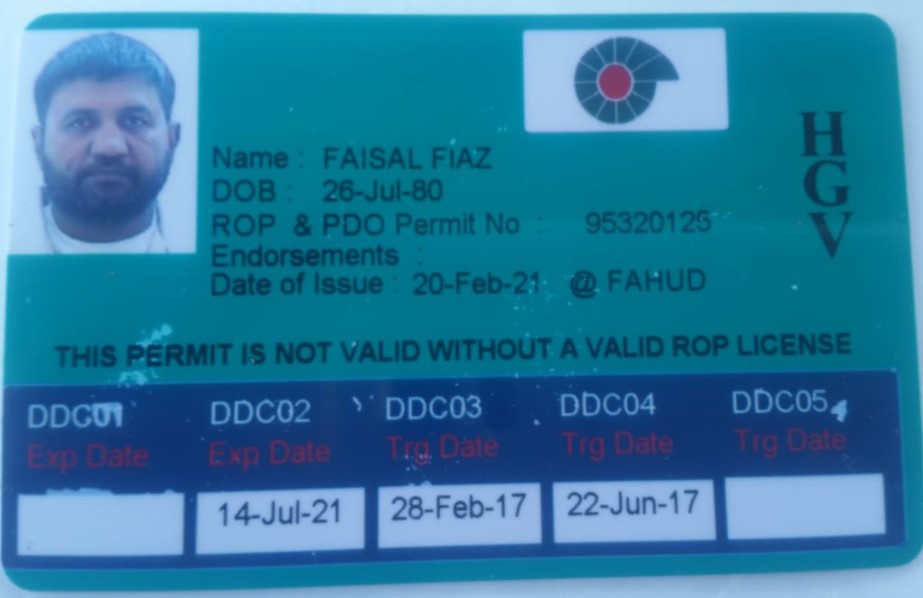 Name : FAISAL FIAZ
DOB : 26-Jul-80
ROP & PDO Permit No : 95320125
Endorsements :
Date of Issue : 20-Feb-21 @ FAHUD
HGV
THIS PERMIT IS NOT VALID WITHOUT A VALID ROP LICENSE
DDC01 DDC02 DDC03 DDC04 DDC05
Exp Date Exp Date Trg Date Trg Date Trg Date
14-Jul-21 28-Feb-17 22-Jun-17